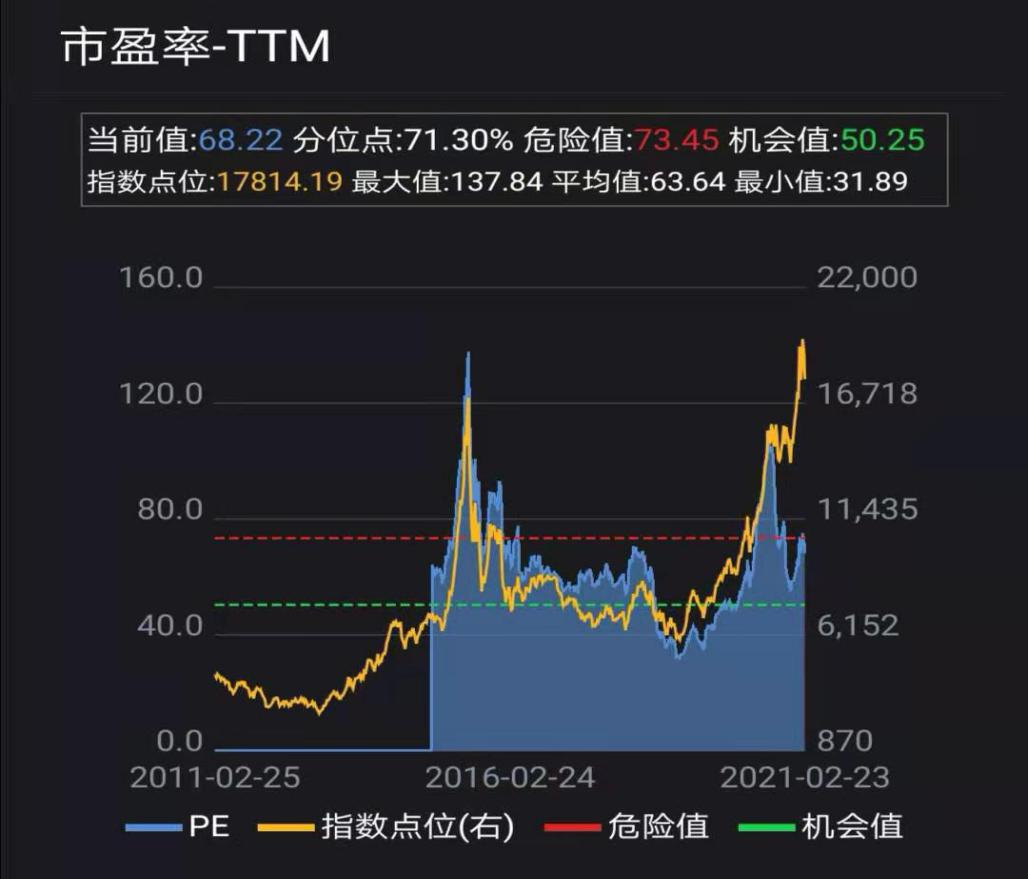 市盈率-TTM
当前值:68.22 分位点:71.30% 危险值:73.45 机会值:50.25
指数点位:17814.19 最大值:137.84 平均值:63.64 最小值:31.89
160.0 22,000
120.0 16,718
80.0 11,435
40.0 6,152
0.0 870
2011-02-25 2016-02-24 2021-02-23
PE 指数点位(右) 危险值 机会值